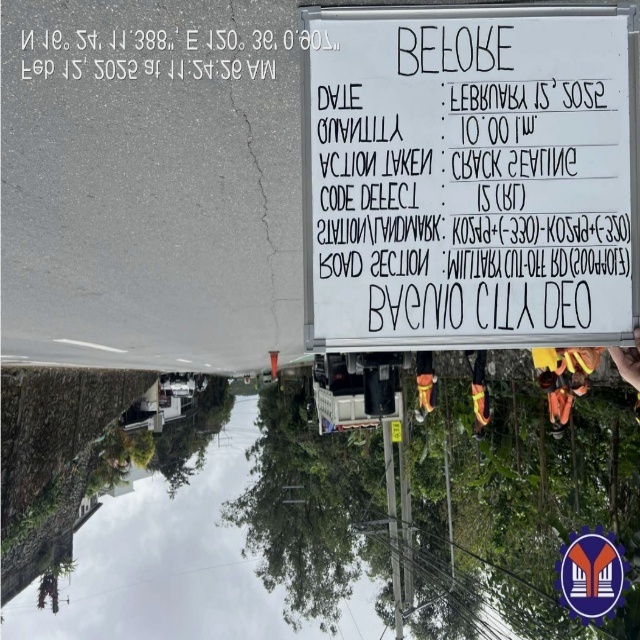 BAGUIO CITY DEO
ROAD SECTION : MILITARY CUT-OFF RD (S00994017)
STATION/LANDMARK: K0249+(-330)-K0249+(-320)
CODE DEFECT : 12 (RL)
ACTION TAKEN : CRACK SEALING
QUANTITY : 10.00 l.m.
DATE : FEBRUARY 12, 2025
BEFORE
Feb 12, 2025 at 11:24:26 AM
N 16° 24' 11.388", E 120° 36' 0.907"